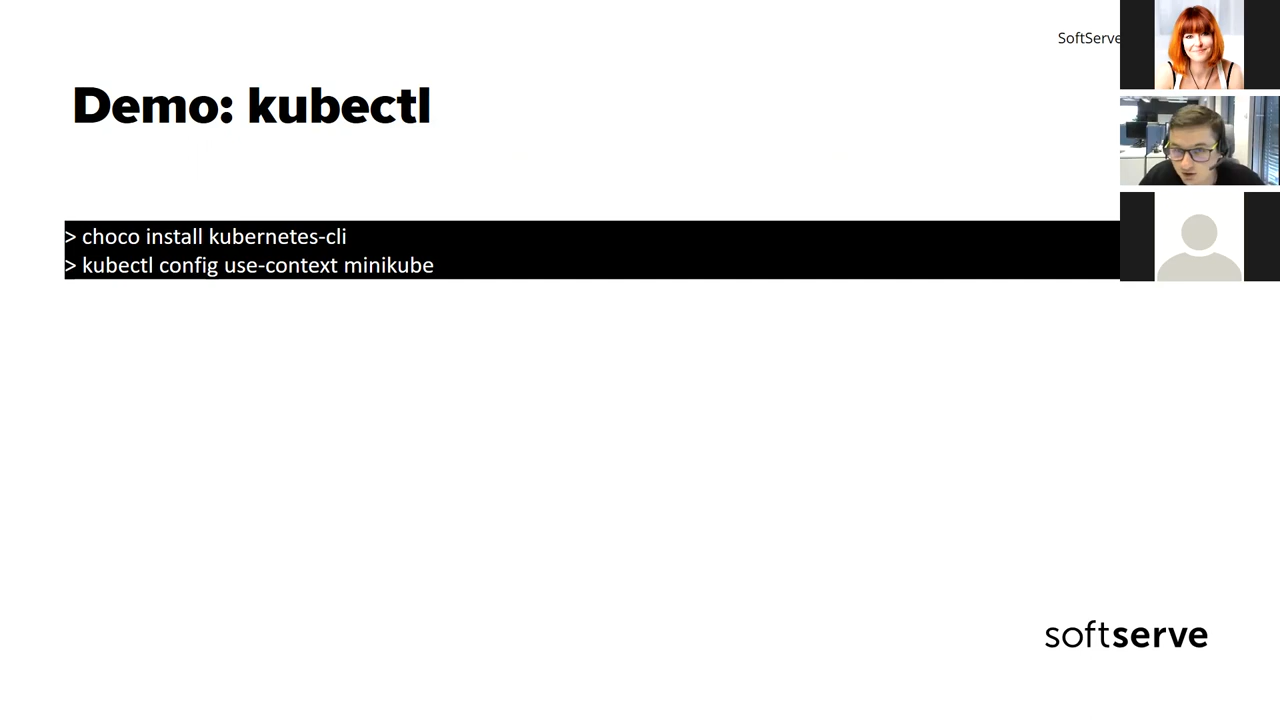 SoftServe
Demo: kubectl
> choco install kubernetes-cli
> kubectl config use-context minikube
softserve